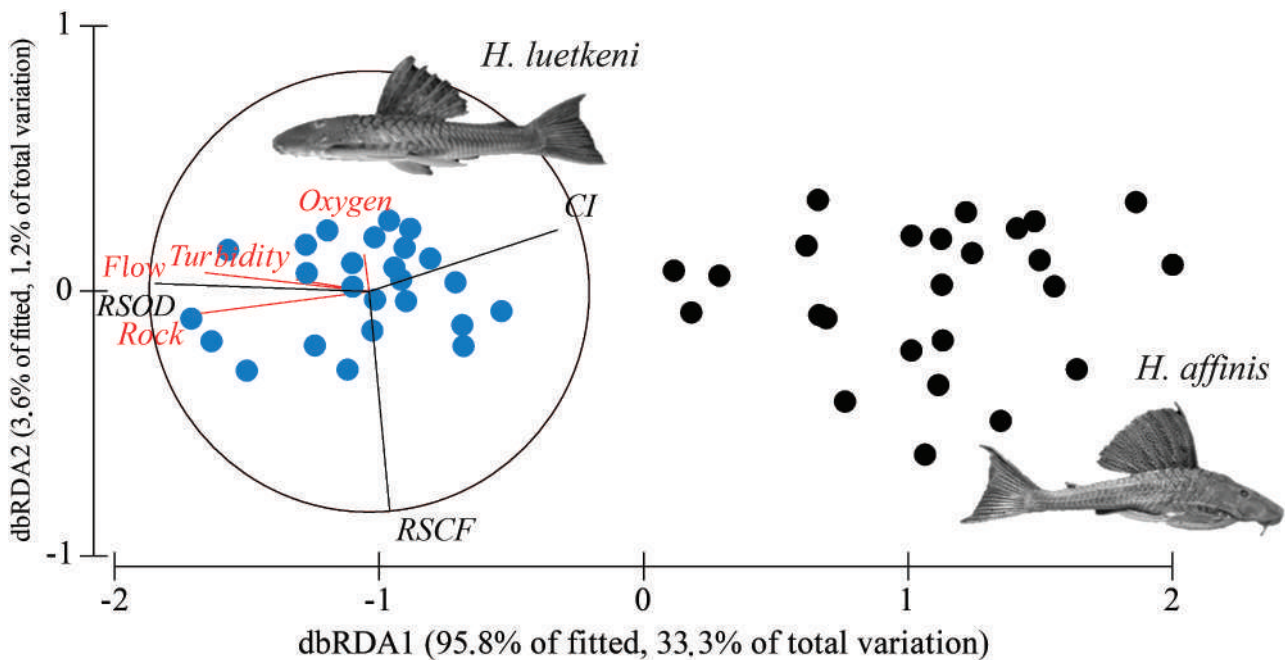 1
0
-1
dbRDA2 (3.6% of fitted, 1.2% of total variation)
H. luetkeni
Oxygen
CI
Flow
Turbidity
RSOD
Rock
RSCF
H. affinis
-2
-1
0
1
2
dbRDA1 (95.8% of fitted, 33.3% of total variation)